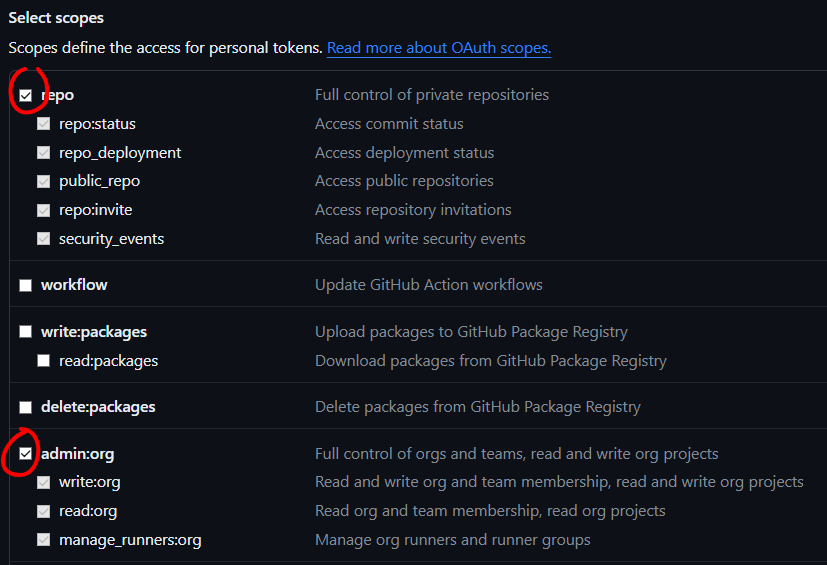 Select scopes
Scopes define the access for personal tokens. Read more about OAuth scopes.
repo Full control of private repositories
repo:status Access commit status
repo_deployment Access deployment status
public_repo Access public repositories
repo:invite Access repository invitations
security_events Read and write security events
workflow Update GitHub Action workflows
write:packages Upload packages to GitHub Package Registry
read:packages Download packages from GitHub Package Registry
delete:packages Delete packages from GitHub Package Registry
admin:org Full control of orgs and teams, read and write org projects
write:org Read and write org and team membership, read and write org projects
read:org Read org and team membership, read org projects
manage_runners:org Manage org runners and runner groups